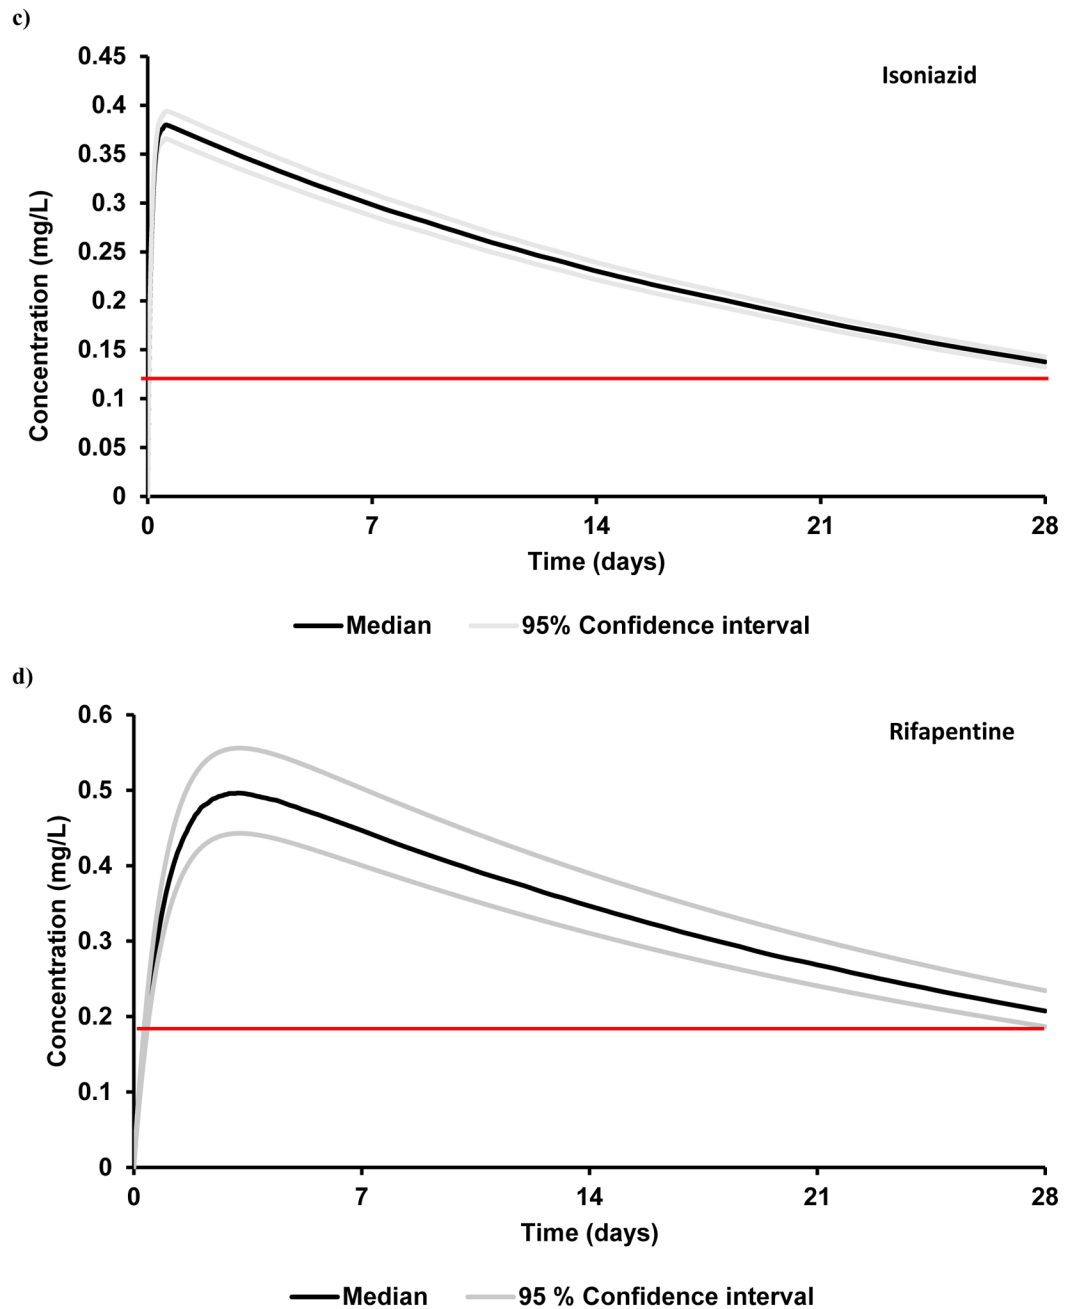 c)
Isoniazid
Concentration (mg/L)
0.45
0.4
0.35
0.3
0.25
0.2
0.15
0.1
0.05
0
0 7 14 21 28
Time (days)
Median 95% Confidence interval
d)
Rifapentine
Concentration (mg/L)
0.6
0.5
0.4
0.3
0.2
0.1
0
0 7 14 21 28
Time (days)
Median 95 % Confidence interval